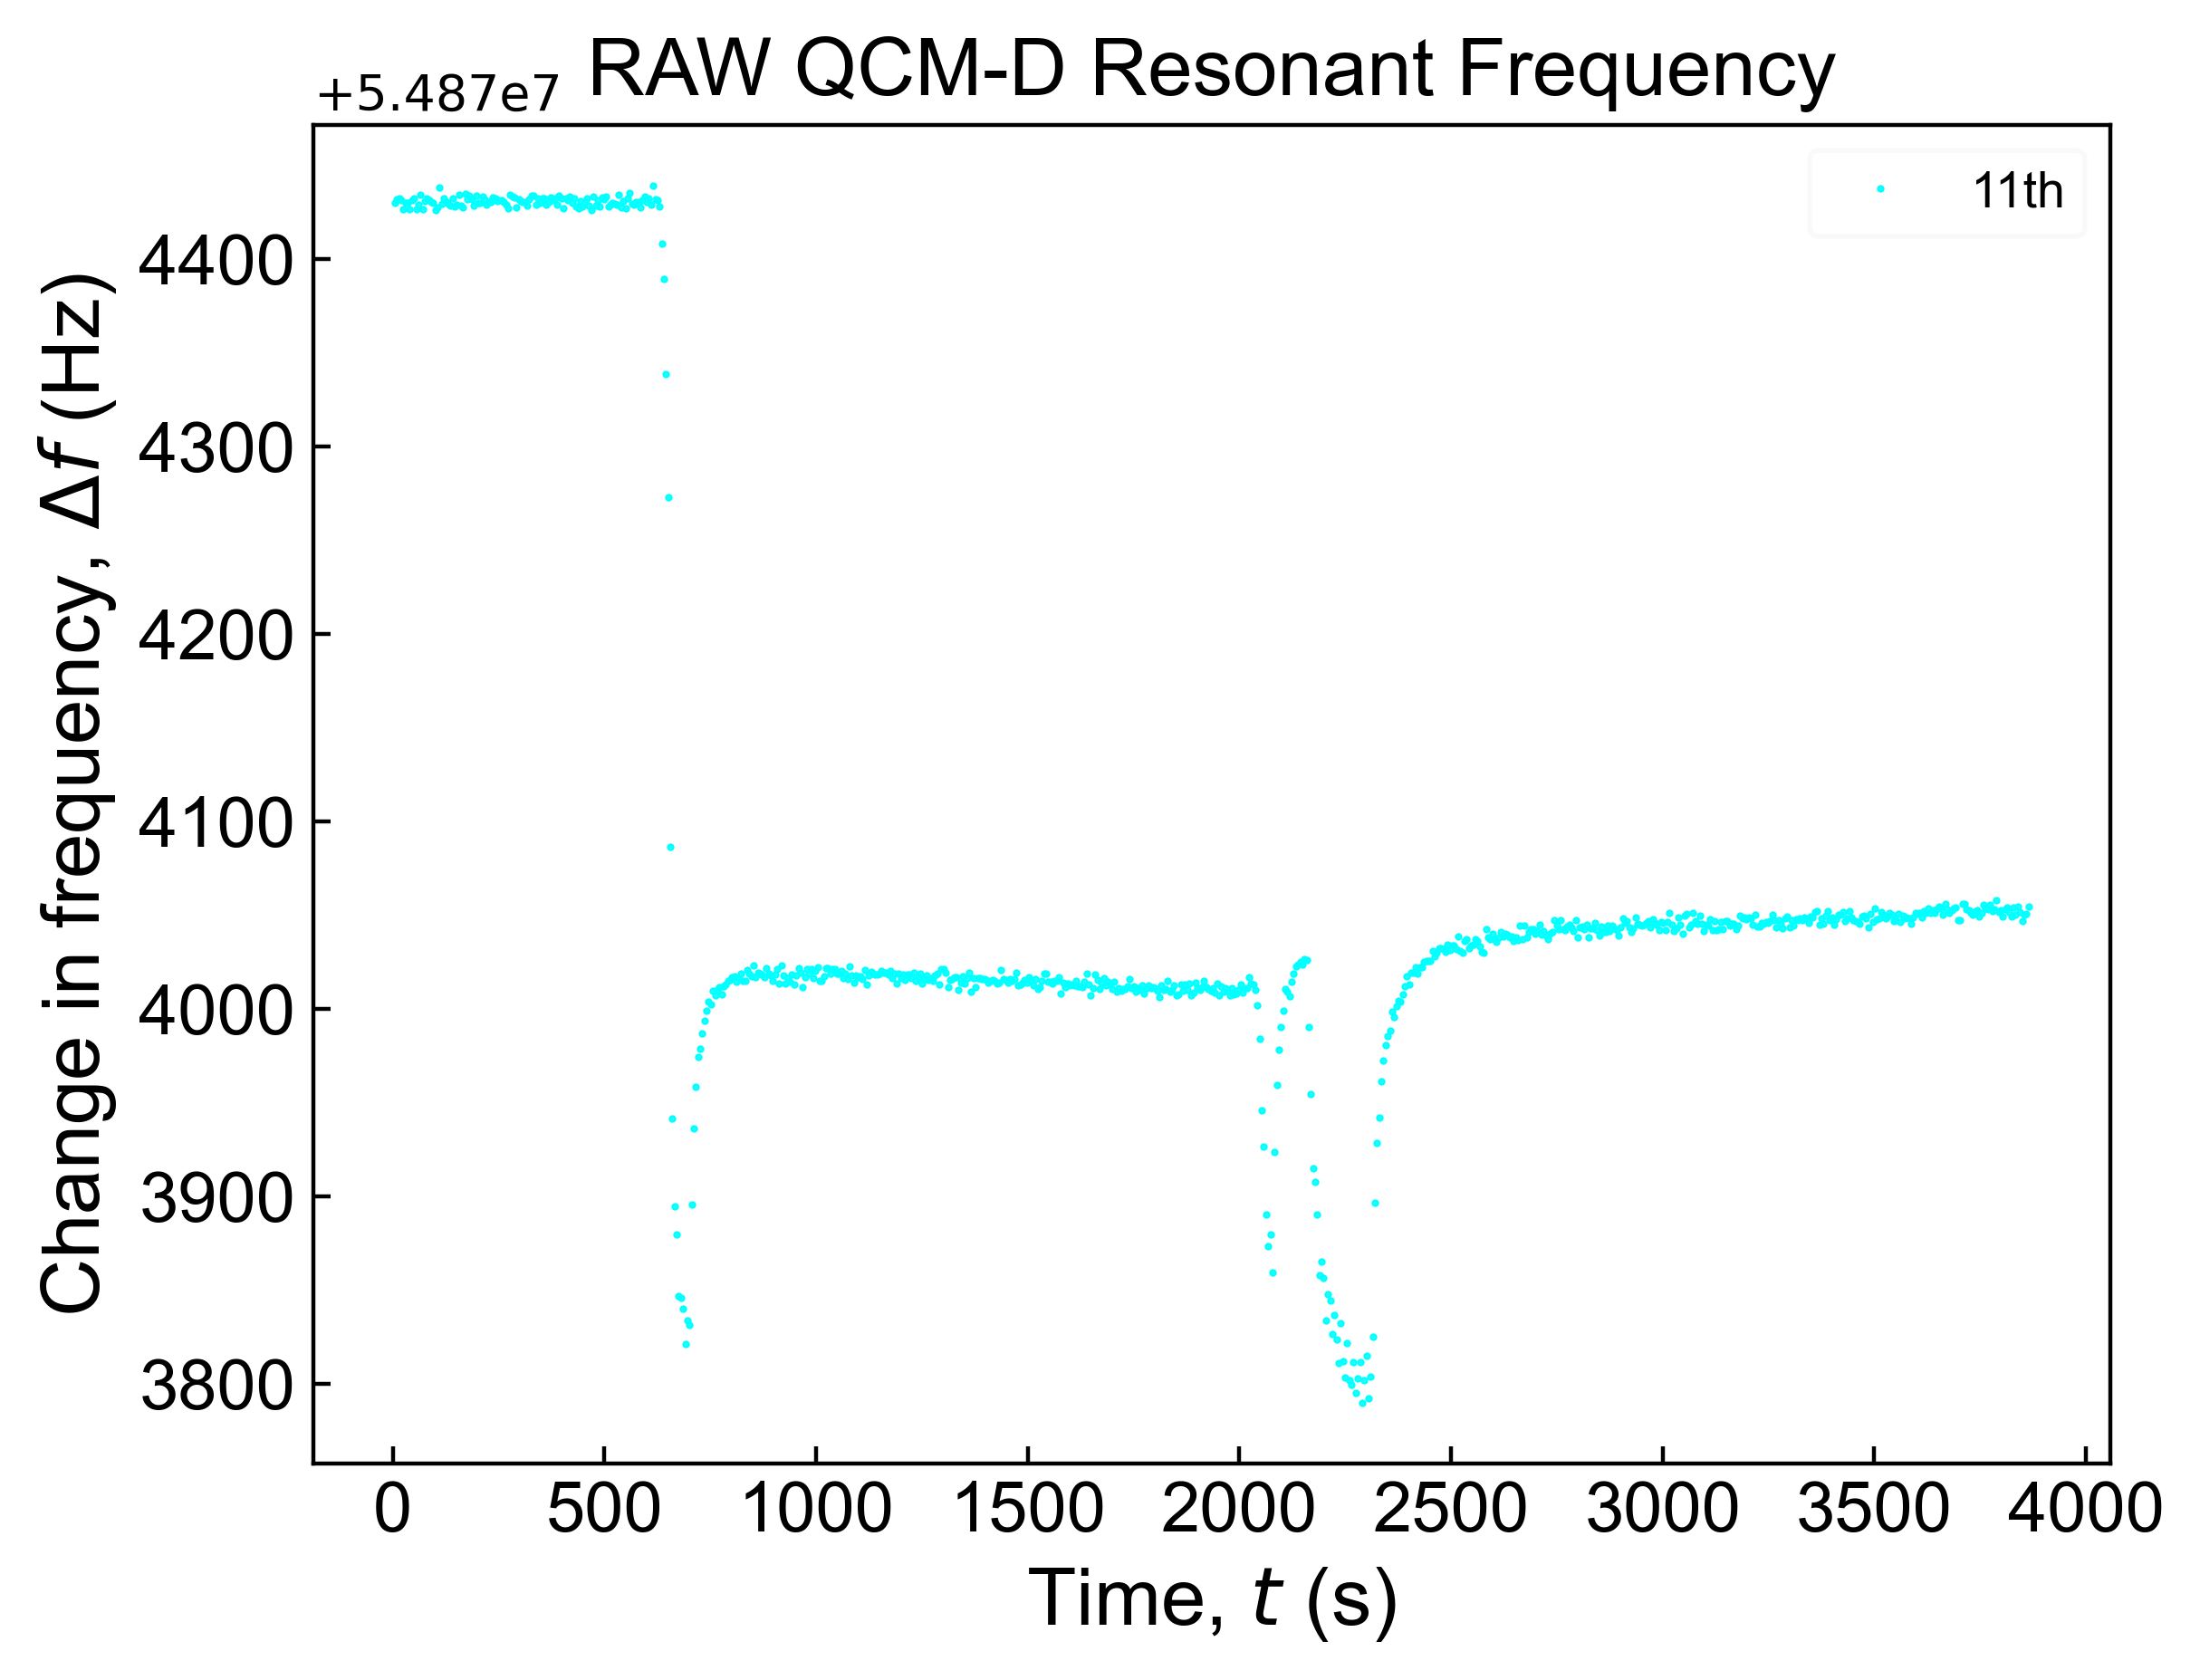 RAW QCM-D Resonant Frequency
+5.487e7
11th
Change in frequency, Δf (Hz)
4400
4300
4200
4100
4000
3900
3800
0 500 1000 1500 2000 2500 3000 3500 4000
Time, t (s)